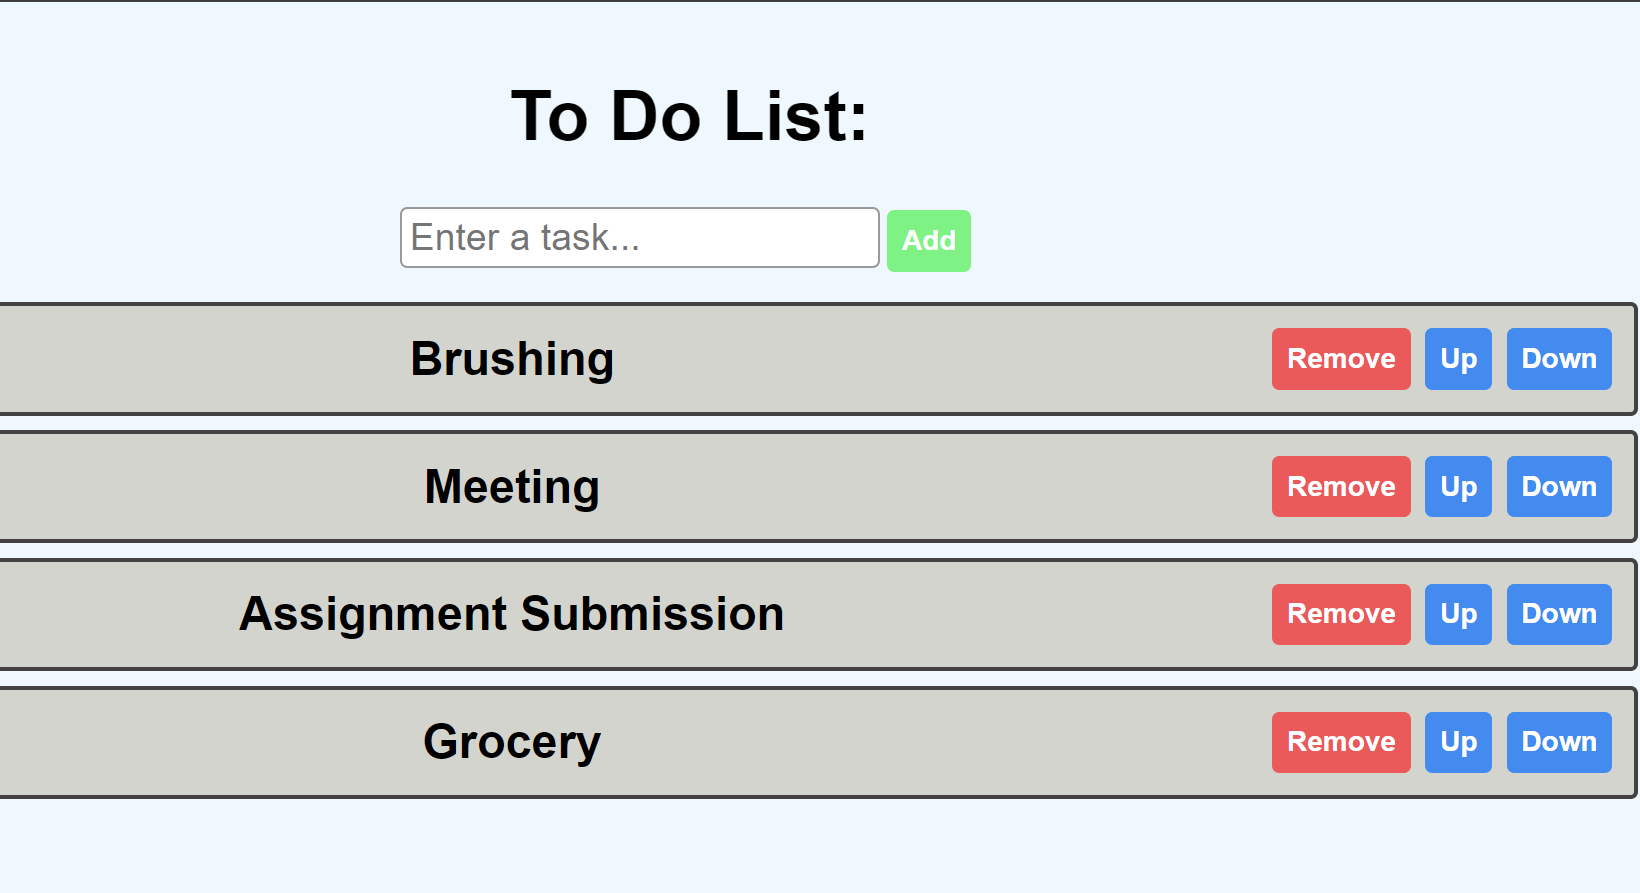 To Do List:
Enter a task... Add
Brushing Remove Up Down
Meeting Remove Up Down
Assignment Submission Remove Up Down
Grocery Remove Up Down